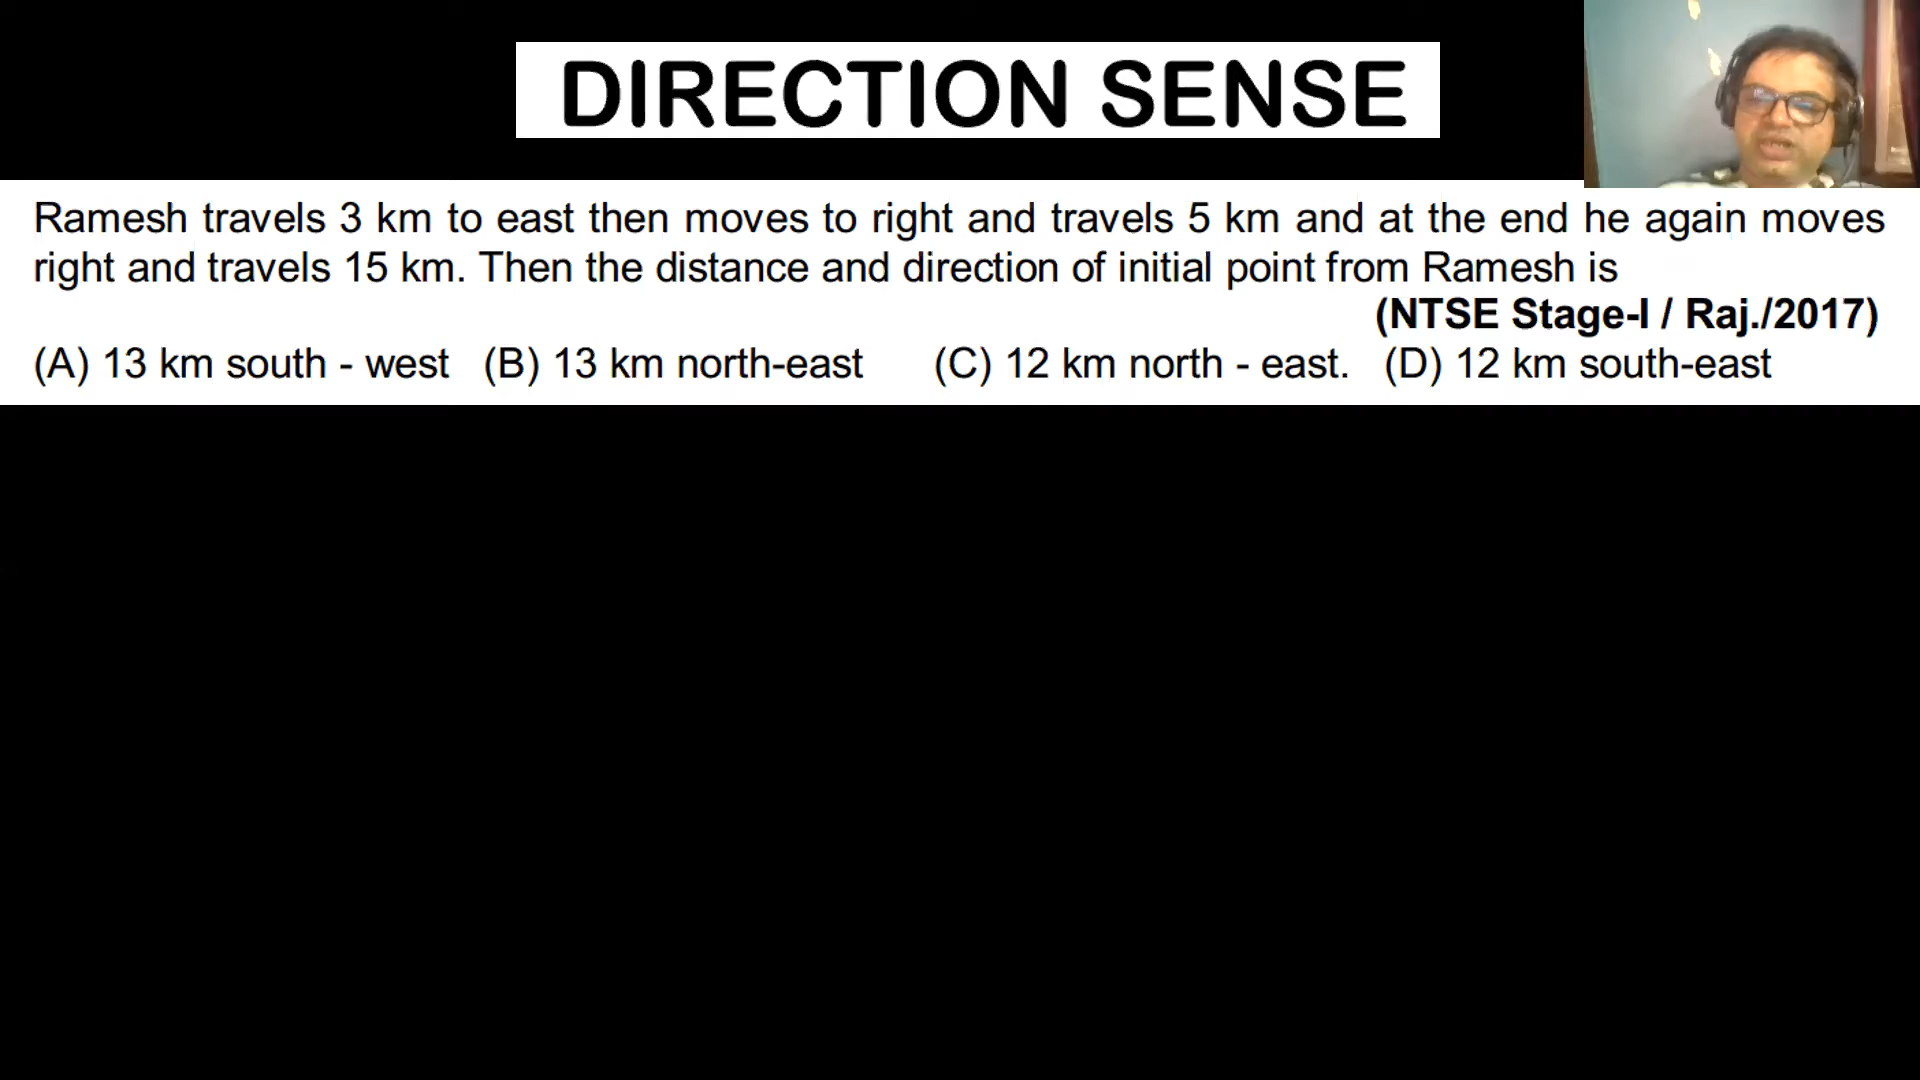 DIRECTION SENSE
Ramesh travels 3 km to east then moves to right and travels 5 km and at the end he again moves
right and travels 15 km. Then the distance and direction of initial point from Ramesh is
(NTSE Stage-I / Raj./2017)
(A) 13 km south - west (B) 13 km north-east (C) 12 km north - east. (D) 12 km south-east